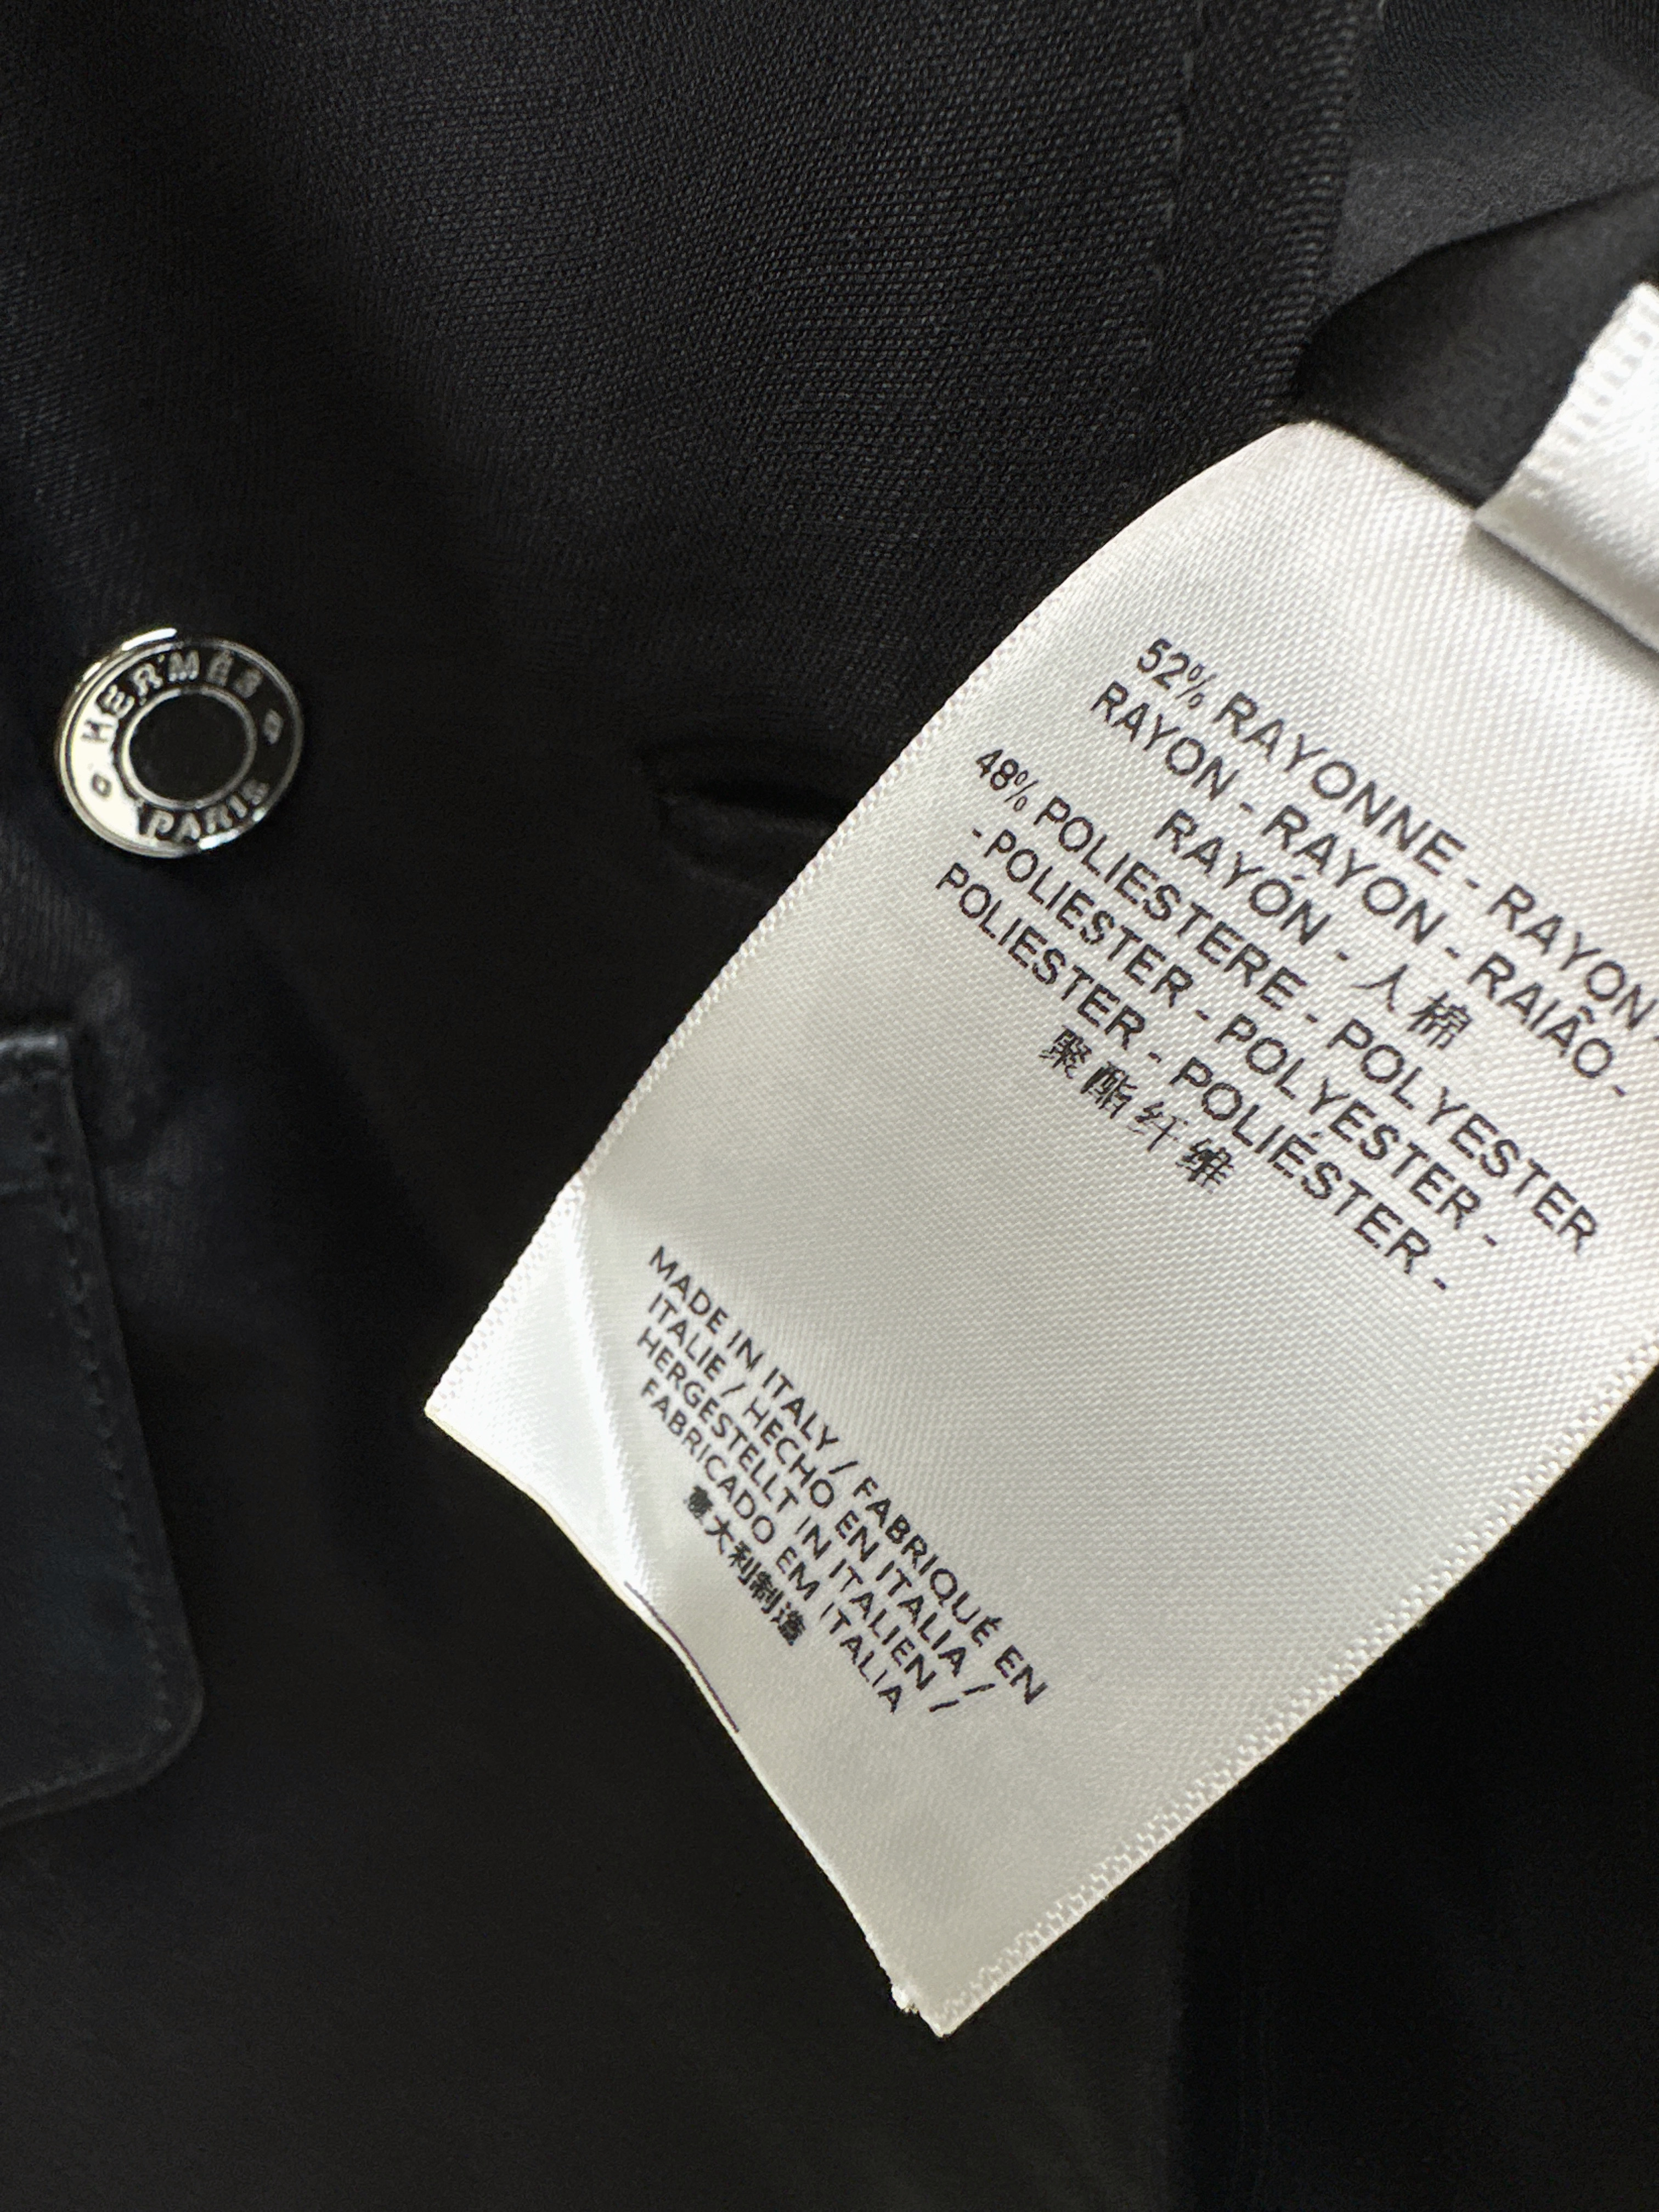 HERMÈS
PARIS
52% RAYONNE - RAYON -
RAYON - RAYON - RAIÃO -
RAYÓN - 人棉
48% POLIESTERE - POLYESTER
- POLIESTER - POLYESTER -
POLIESTER - POLIÉSTER -
聚酯纤维
MADE IN ITALY / FABRIQUÉ EN
ITALIE / HECHO EN ITALIA /
HERGESTELLT IN ITALIEN /
FABRICADO EM ITALIA
意大利制造